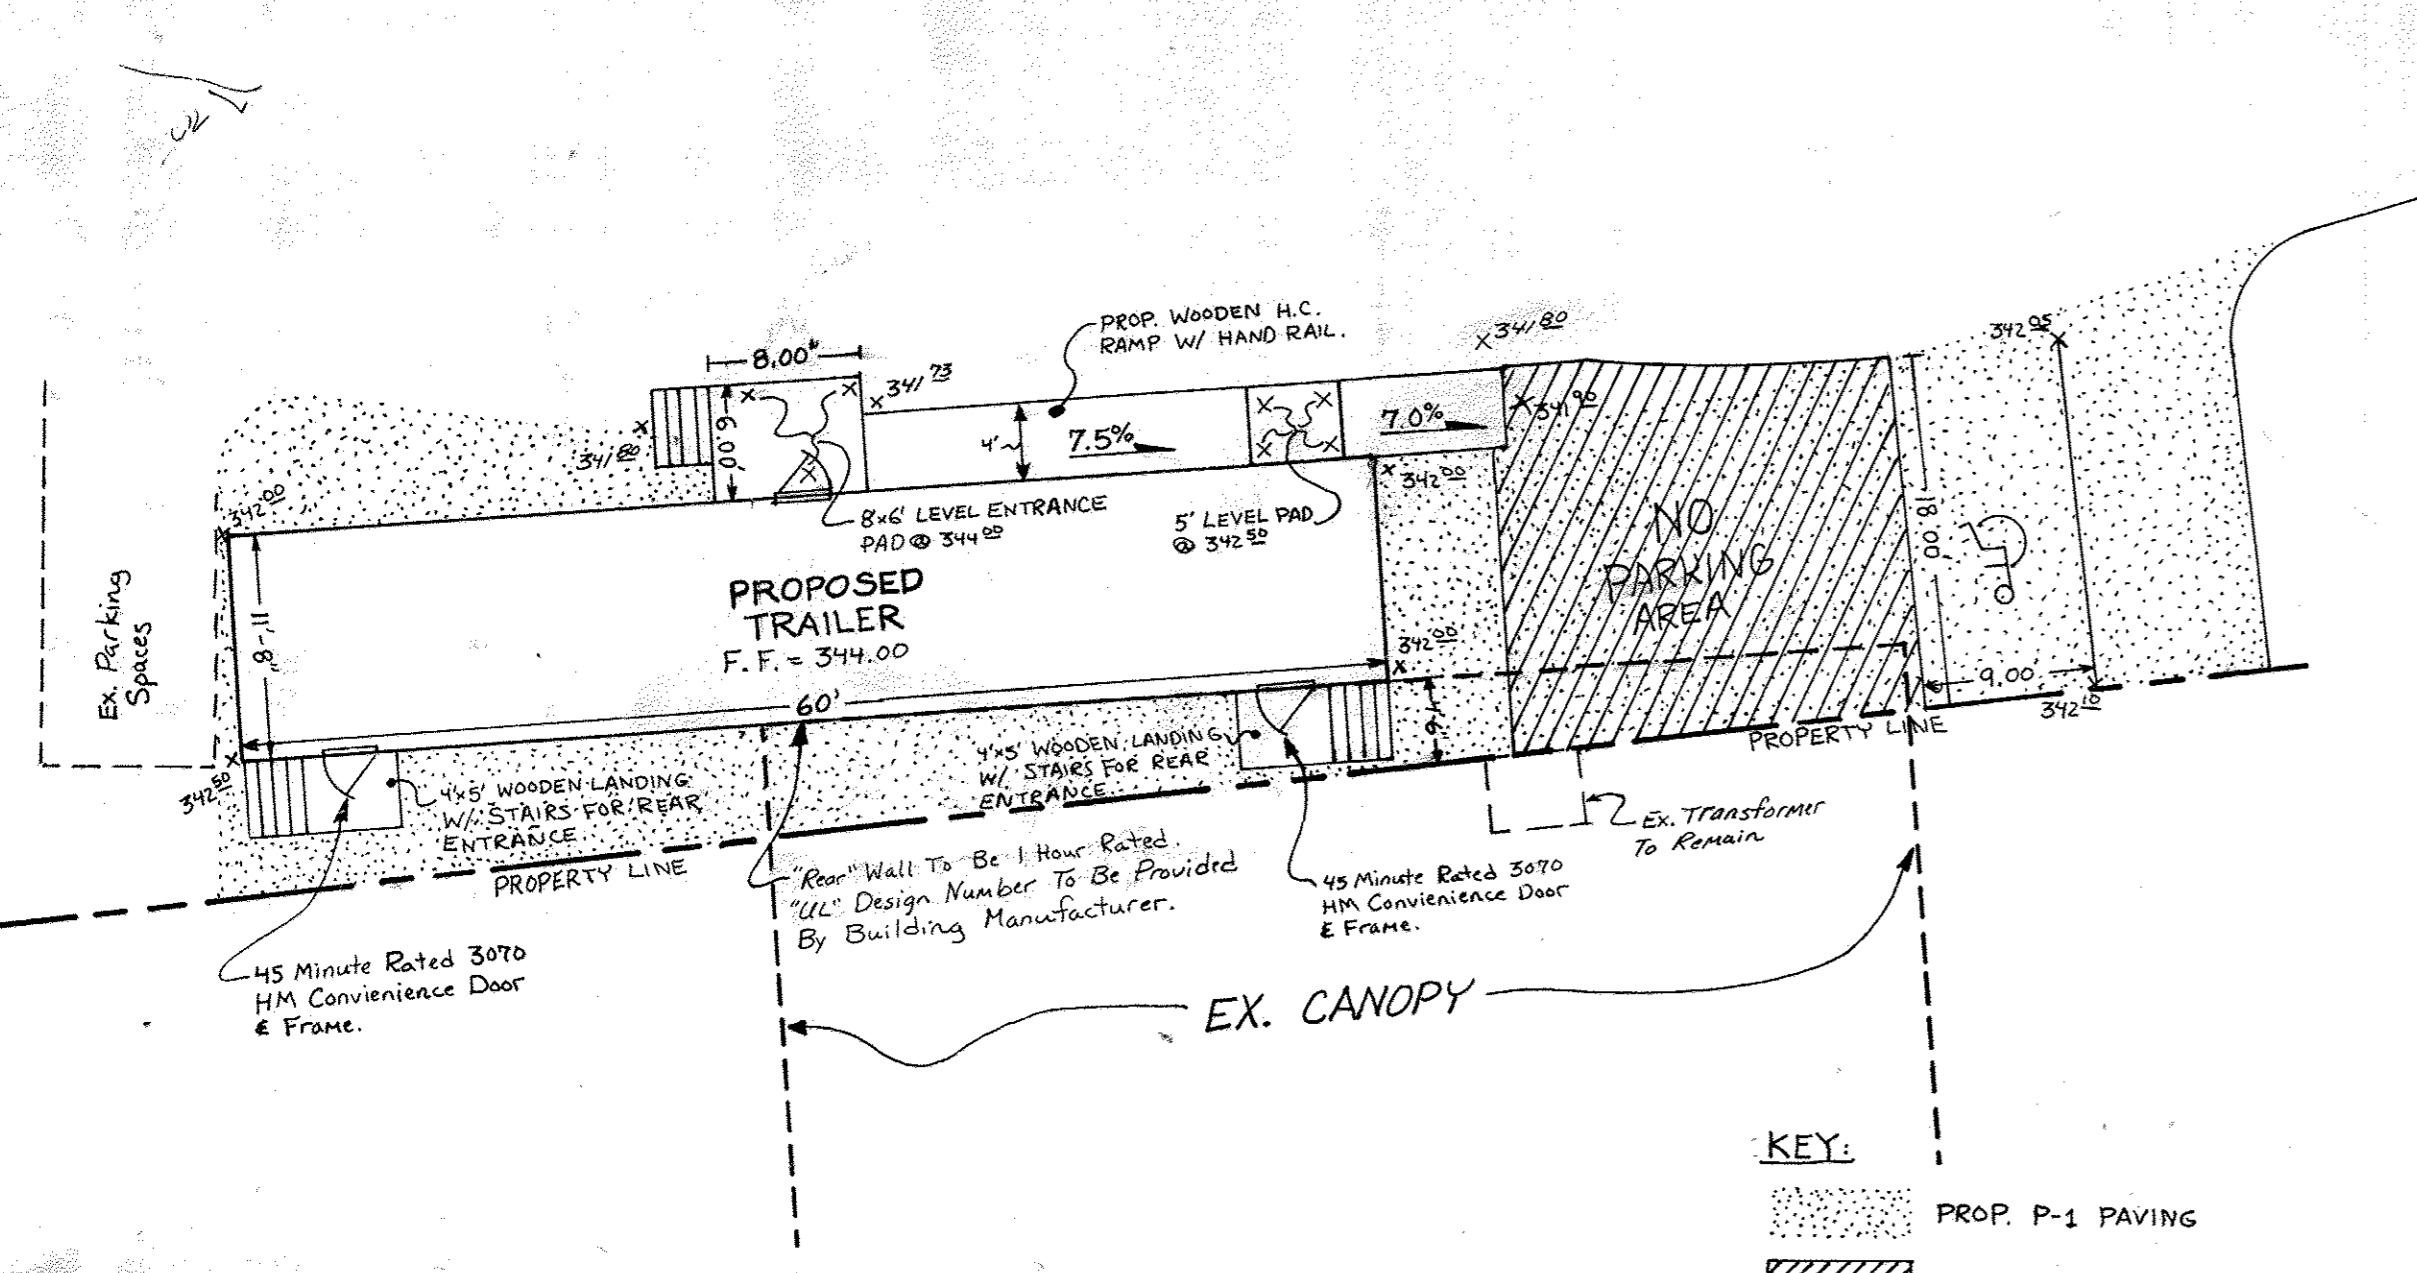 8.00'
341 73
PROP. WOODEN H.C.
RAMP W/ HAND RAIL.
341 80
342 05
6.00'
341 80
4'
7.5%
7.0%
341 90
342 00
342 00
8x6' LEVEL ENTRANCE
PAD @ 344 00
5' LEVEL PAD
@ 342 50
NO
PARKING
AREA
18.00'
PROPOSED
TRAILER
F.F. = 344.00
11'-8"
Ex. Parking
Spaces
342 00
60'
9.00
342 10
342 50
4'x5' WOODEN LANDING
W/ STAIRS FOR REAR
ENTRANCE.
4'x5' WOODEN LANDING
W/ STAIRS FOR REAR
ENTRANCE.
PROPERTY LINE
PROPERTY LINE
Ex. Transformer
To Remain
"Rear" Wall To Be 1 Hour Rated.
"UL" Design Number To Be Provided
By Building Manufacturer.
45 Minute Rated 3070
HM Convienience Door
& Frame.
45 Minute Rated 3070
HM Convienience Door
& Frame.
EX. CANOPY
KEY:
PROP. P-1 PAVING